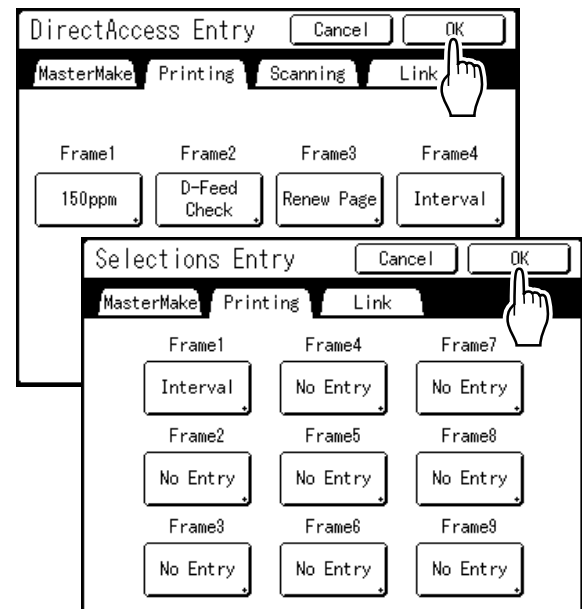 DirectAccess Entry Cancel OK
MasterMake Printing Scanning Link
Frame1 Frame2 Frame3 Frame4
150ppm D-Feed Check Renew Page Interval
Selections Entry Cancel OK
MasterMake Printing Link
Frame1 Frame4 Frame7
Interval No Entry No Entry
Frame2 Frame5 Frame8
No Entry No Entry No Entry
Frame3 Frame6 Frame9
No Entry No Entry No Entry